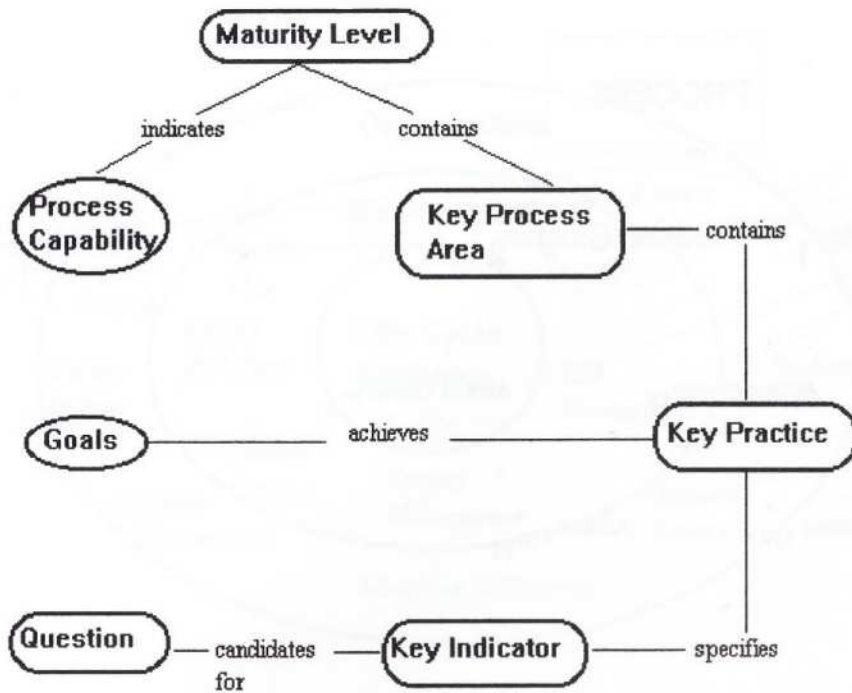 Maturity Level
indicates
contains
Process
Capability
Key Process
Area
contains
Goals
achieves
Key Practice
Question
candidates
for
Key Indicator
specifies